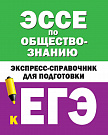 ЭССЕ
ПО
ОБЩЕСТВО-
ЗНАНИЮ
ЭКСПРЕСС-СПРАВОЧНИК
ДЛЯ ПОДГОТОВКИ
К ЕГЭ